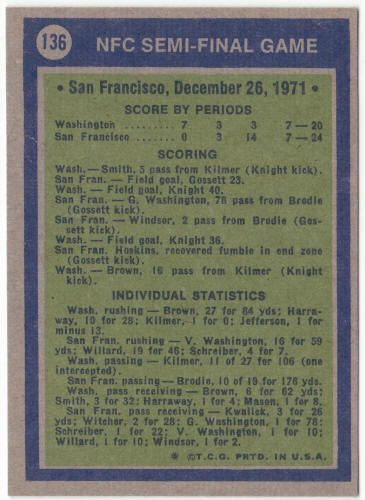 136
NFC SEMI-FINAL GAME
• San Francisco, December 26, 1971 •
SCORE BY PERIODS
Washington ......... 7 3 3 7 — 20
San Francisco ...... 0 3 14 7 — 24
SCORING
Wash. — Smith, 5 pass from Kilmer (Knight kick).
San Fran. — Field goal, Gossett 23.
Wash. — Field goal, Knight 40.
San Fran. — G. Washington, 78 pass from Brodie
(Gossett kick).
San Fran. — Windsor, 2 pass from Brodie (Gos-
sett kick).
Wash. — Field goal, Knight 36.
San Fran. Hoskins, recovered fumble in end zone
(Gossett kick).
Wash. — Brown, 16 pass from Kilmer (Knight
kick).
INDIVIDUAL STATISTICS
Wash. rushing — Brown, 27 for 84 yds; Harra-
way, 10 for 28; Kilmer, 1 for 0; Jefferson, 1 for
minus 13.
San Fran. rushing — V. Washington, 16 for 59
yds; Willard, 19 for 46; Schreiber, 4 for 7.
Wash. passing — Kilmer, 11 of 27 for 106 (one
intercepted).
San Fran. passing — Brodie, 10 of 19 for 176 yds.
Wash. pass receiving — Brown, 6 for 62 yds;
Smith, 3 for 32; Harraway, 1 for 4; Mason, 1 for 8.
San Fran. pass receiving — Kwalick, 3 for 26
yds; Witcher, 2 for 28; G. Washington, 1 for 78;
Schreiber, 1 for 22; V. Washington, 1 for 10;
Willard, 1 for 10; Windsor, 1 for 2.
* ©T.C.G. PRTD. IN U.S.A.